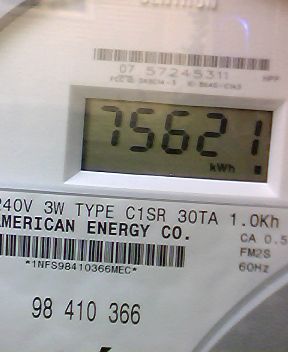 07 57245311 HPP
75621
kWh
240V 3W TYPE C1SR 30TA 1.0Kh
AMERICAN ENERGY CO.
CA 0.5
*1NFS98410366MEC*
FM2S
60Hz
98 410 366